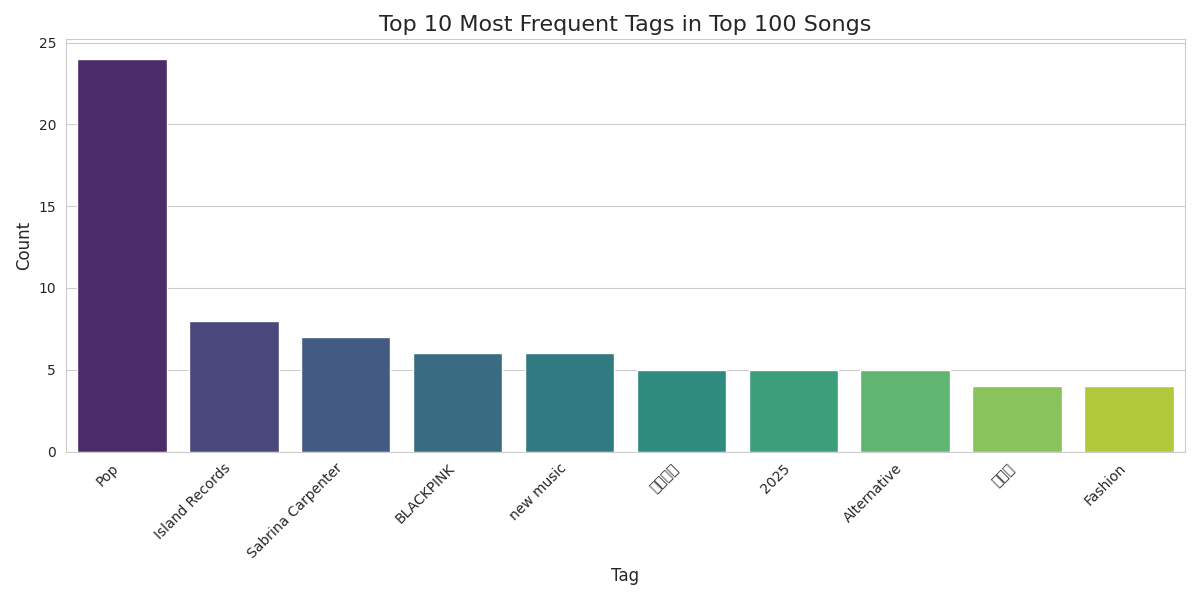 Top 10 Most Frequent Tags in Top 100 Songs
Count
25
20
15
10
5
0
Pop
Island Records
Sabrina Carpenter
BLACKPINK
new music
2025
Alternative
Fashion
Tag